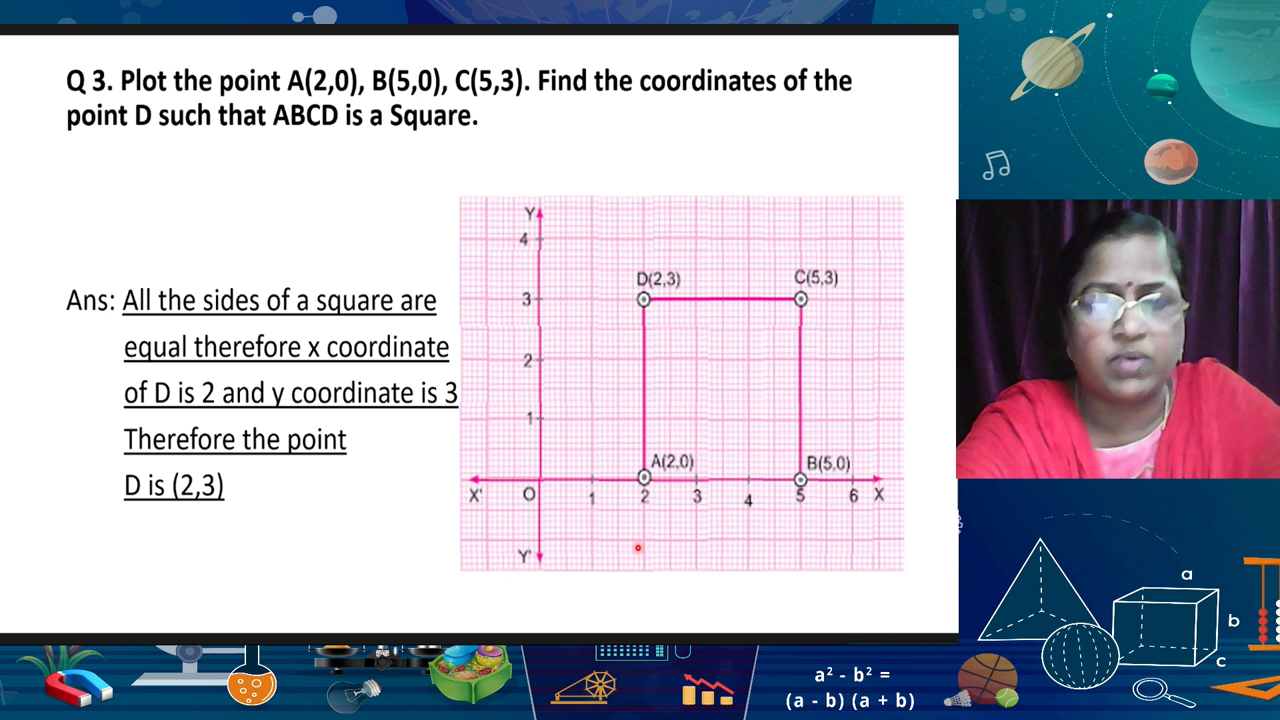 Q 3. Plot the point A(2,0), B(5,0), C(5,3). Find the coordinates of the
point D such that ABCD is a Square.
Ans: All the sides of a square are
equal therefore x coordinate
of D is 2 and y coordinate is 3
Therefore the point
D is (2,3)
Y
4
D(2,3) C(5,3)
3
2
1
A(2,0) B(5,0)
X' O 1 2 3 4 5 6 X
Y'
a
b
c
a² - b² =
(a - b) (a + b)